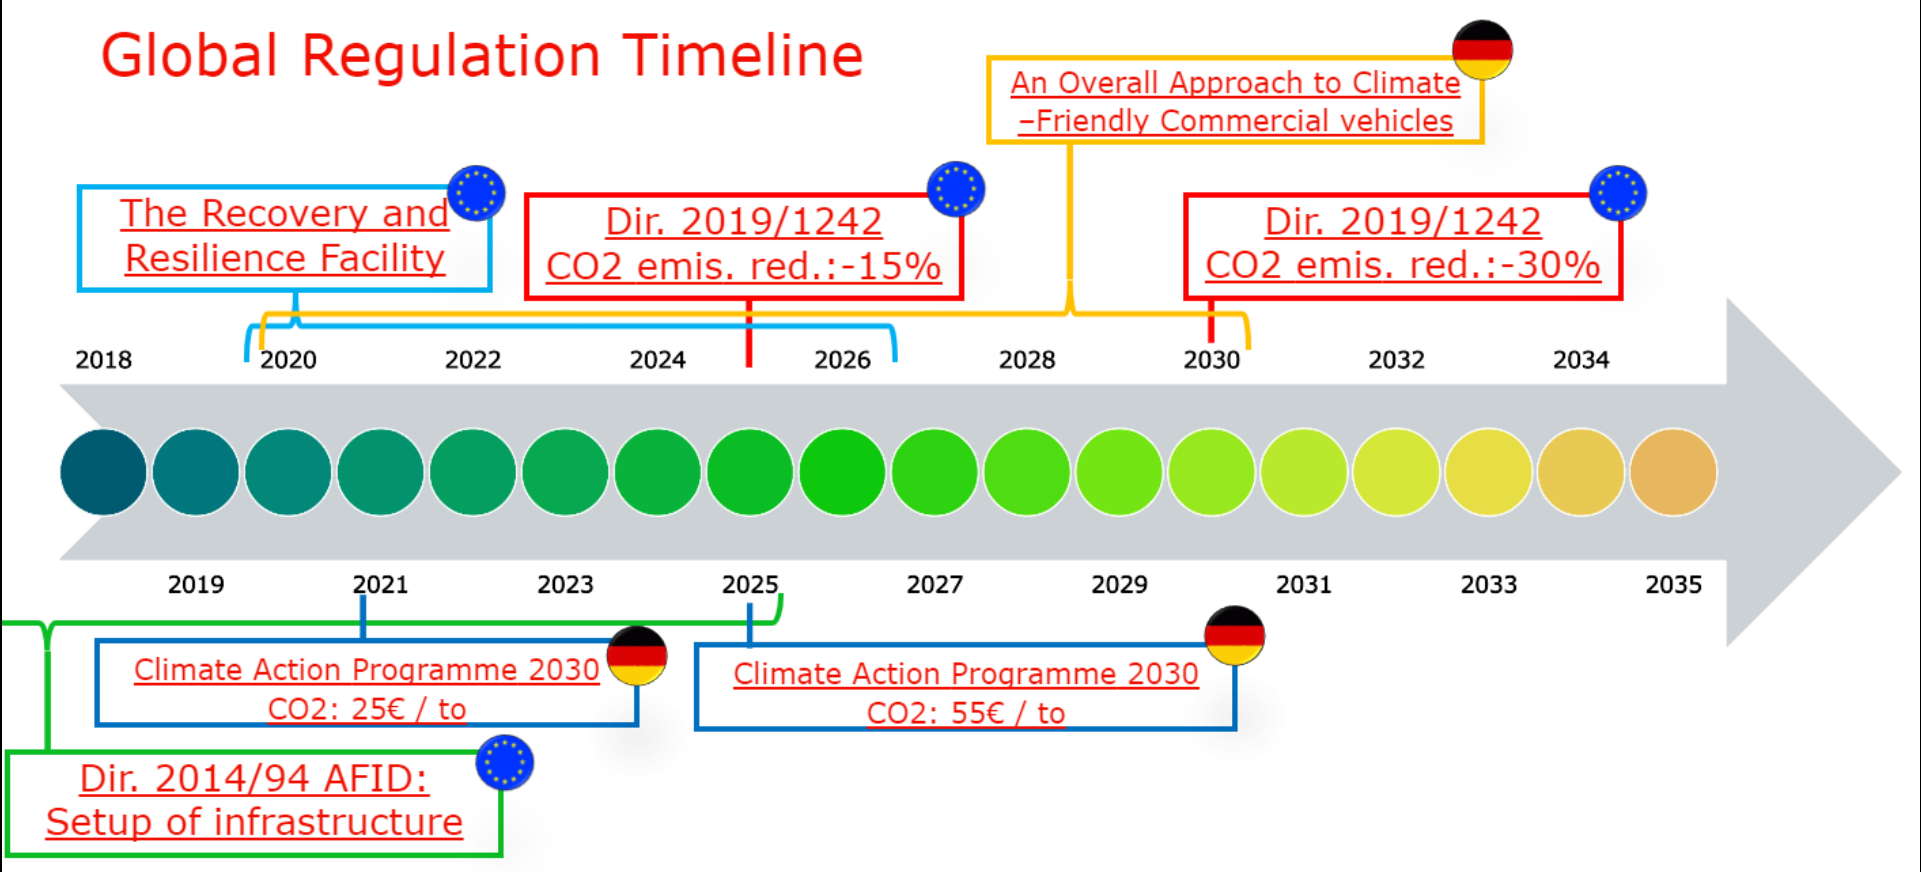 Global Regulation Timeline
An Overall Approach to Climate
–Friendly Commercial vehicles
The Recovery and
Resilience Facility
Dir. 2019/1242
CO2 emis. red.:-15%
Dir. 2019/1242
CO2 emis. red.:-30%
2018 2020 2022 2024 2026 2028 2030 2032 2034
2019 2021 2023 2025 2027 2029 2031 2033 2035
Climate Action Programme 2030
CO2: 25€ / to
Climate Action Programme 2030
CO2: 55€ / to
Dir. 2014/94 AFID:
Setup of infrastructure